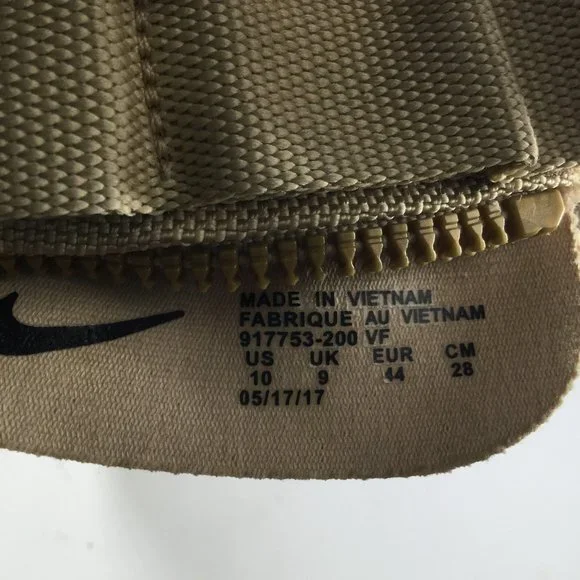 MADE IN VIETNAM
FABRIQUE AU VIETNAM
917753-200 VF
US UK EUR CM
10 9 44 28
05/17/17